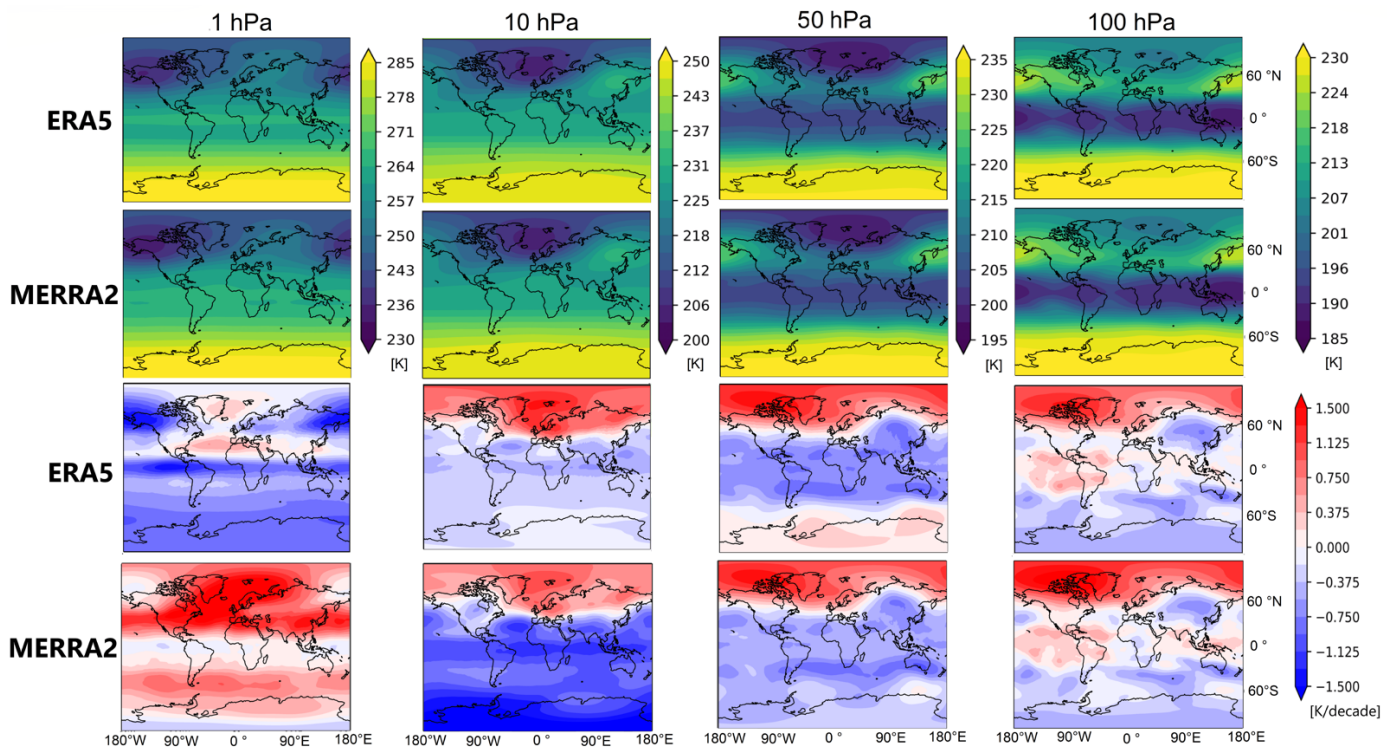 1 hPa 10 hPa 50 hPa 100 hPa
ERA5
285
278
271
264
257
250
243
236
230
[K]
250
243
237
231
225
218
212
206
200
[K]
235
230
225
220
215
210
205
200
195
[K]
60 °N
0 °
60°S
230
224
218
213
207
201
196
190
185
[K]
MERRA2
60 °N
0 °
60°S
ERA5
60 °N
0 °
60°S
MERRA2
60 °N
0 °
60°S
1.500
1.125
0.750
0.375
0.000
−0.375
−0.750
−1.125
−1.500
[K/decade]
180°W 90°W 0 ° 90°E 180°E 180°W 90°W 0 ° 90°E 180°E 180°W 90°W 0 ° 90°E 180°E 180°W 90°W 0 ° 90°E 180°E